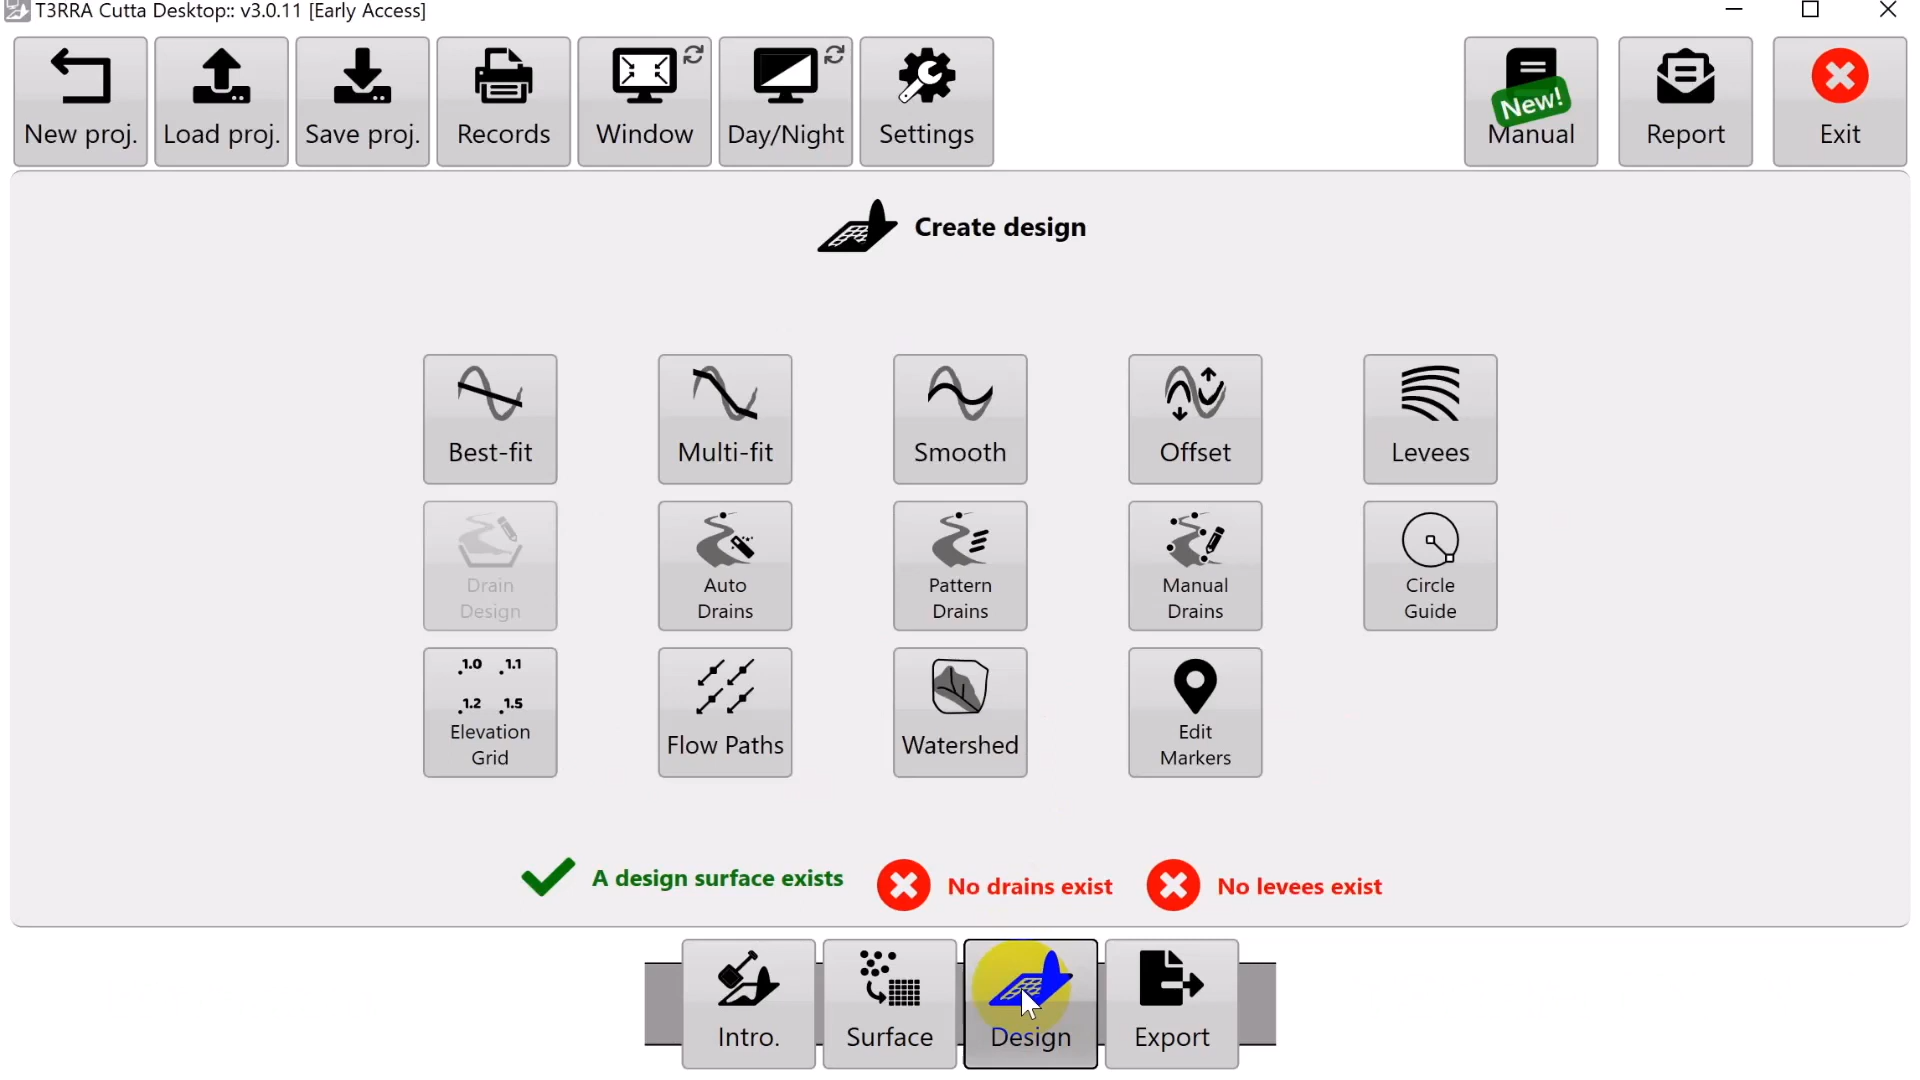 T3RRA Cutta Desktop:: v3.0.11 [Early Access]
New proj.
Load proj.
Save proj.
Records
Window
Day/Night
Settings
New!
Manual
Report
Exit
Create design
Best-fit
Multi-fit
Smooth
Offset
Levees
Drain
Design
Auto
Drains
Pattern
Drains
Manual
Drains
Circle
Guide
.1.0 .1.1
.1.2 .1.5
Elevation
Grid
Flow Paths
Watershed
Edit
Markers
A design surface exists
No drains exist
No levees exist
Intro.
Surface
Design
Export